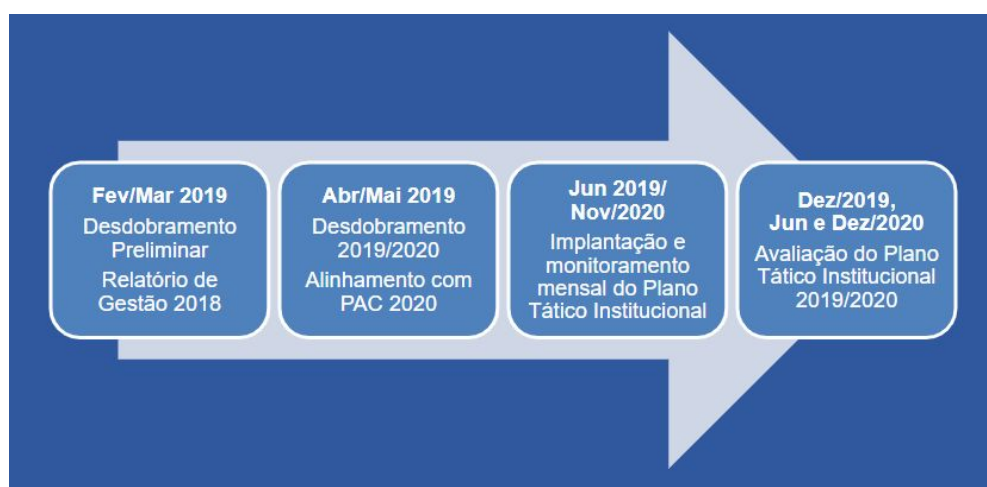 Fev/Mar 2019
Desdobramento
Preliminar
Relatório de
Gestão 2018
Abr/Mai 2019
Desdobramento
2019/2020
Alinhamento com
PAC 2020
Jun 2019/
Nov/2020
Implantação e
monitoramento
mensal do Plano
Tático Institucional
Dez/2019,
Jun e Dez/2020
Avaliação do Plano
Tático Institucional
2019/2020